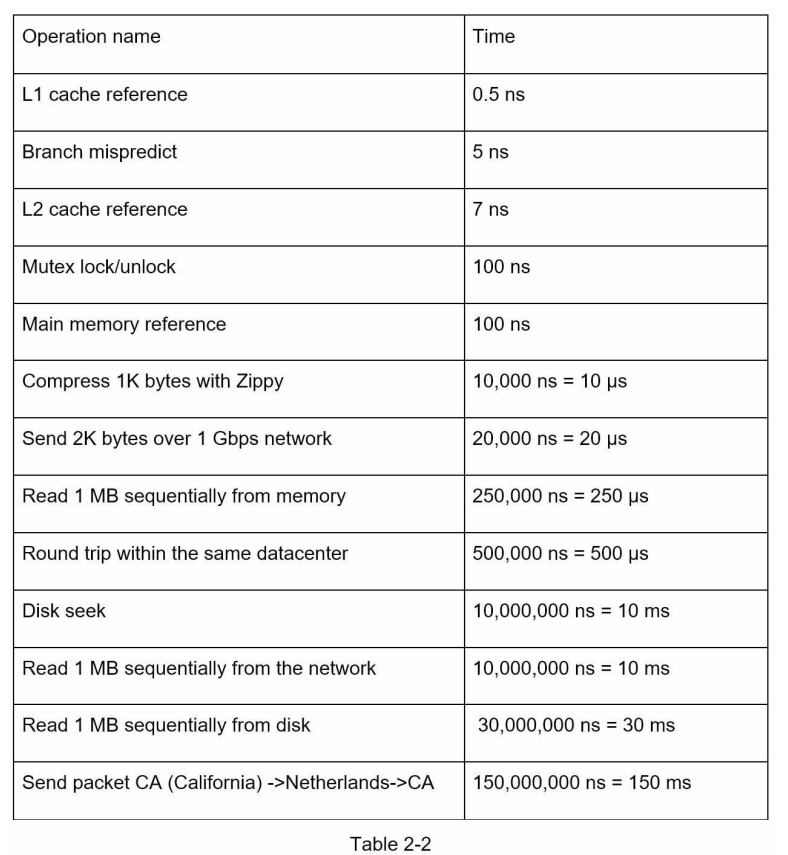 Operation name Time
L1 cache reference 0.5 ns
Branch mispredict 5 ns
L2 cache reference 7 ns
Mutex lock/unlock 100 ns
Main memory reference 100 ns
Compress 1K bytes with Zippy 10,000 ns = 10 μs
Send 2K bytes over 1 Gbps network 20,000 ns = 20 μs
Read 1 MB sequentially from memory 250,000 ns = 250 μs
Round trip within the same datacenter 500,000 ns = 500 μs
Disk seek 10,000,000 ns = 10 ms
Read 1 MB sequentially from the network 10,000,000 ns = 10 ms
Read 1 MB sequentially from disk 30,000,000 ns = 30 ms
Send packet CA (California) ->Netherlands->CA 150,000,000 ns = 150 ms
Table 2-2